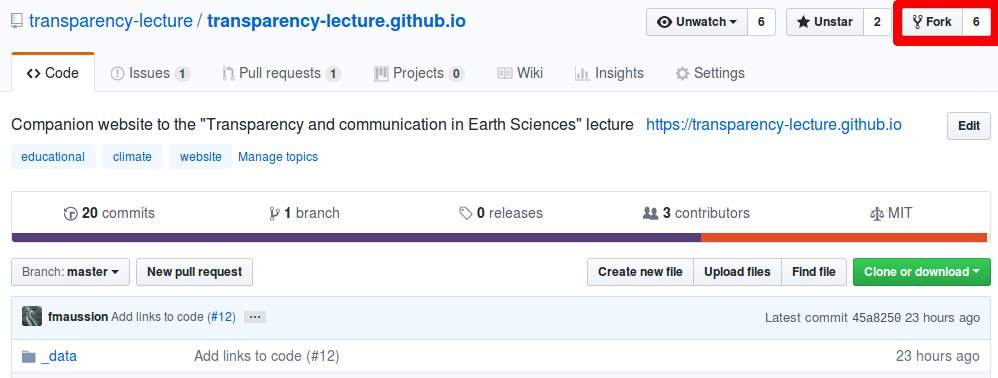 transparency-lecture / transparency-lecture.github.io Unwatch 6 Unstar 2 Fork 6
Code Issues 1 Pull requests 1 Projects 0 Wiki Insights Settings
Companion website to the "Transparency and communication in Earth Sciences" lecture https://transparency-lecture.github.io Edit
educational climate website Manage topics
20 commits 1 branch 0 releases 3 contributors MIT
Branch: master New pull request Create new file Upload files Find file Clone or download
fmaussion Add links to code (#12) ... Latest commit 45a8250 23 hours ago
_data Add links to code (#12) 23 hours ago